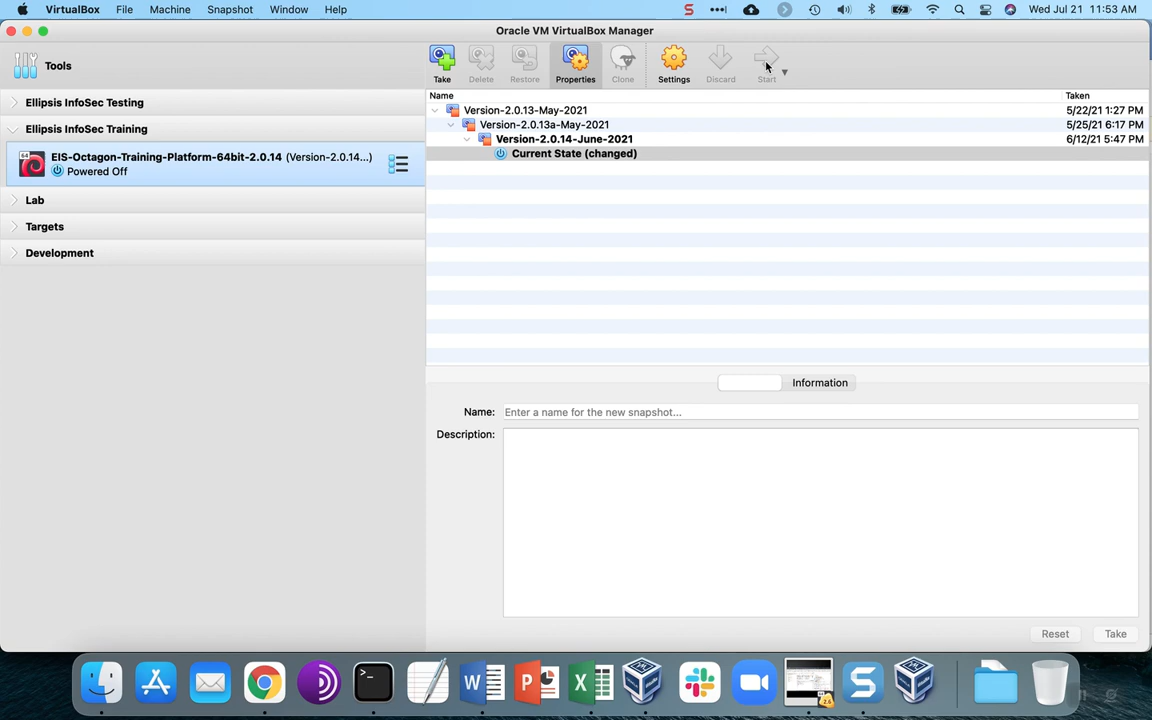 VirtualBox File Machine Snapshot Window Help Wed Jul 21 11:53 AM
Oracle VM VirtualBox Manager
Tools
Take Delete Restore Properties Clone Settings Discard Start
Name Taken
Ellipsis InfoSec Testing
Ellipsis InfoSec Training
64 EIS-Octagon-Training-Platform-64bit-2.0.14 (Version-2.0.14...)
Powered Off
Lab
Targets
Development
Version-2.0.13-May-2021 5/22/21 1:27 PM
Version-2.0.13a-May-2021 5/25/21 6:17 PM
Version-2.0.14-June-2021 6/12/21 5:47 PM
Current State (changed)
Information
Name: Enter a name for the new snapshot...
Description:
Reset Take